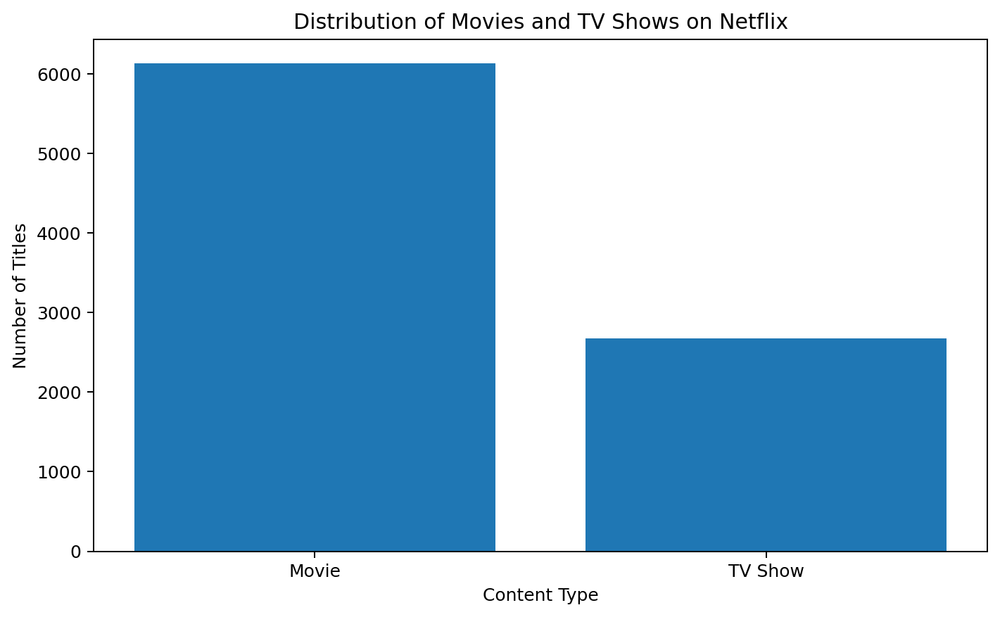 Distribution of Movies and TV Shows on Netflix
6000
5000
4000
3000
2000
1000
0
Number of Titles
Movie
TV Show
Content Type